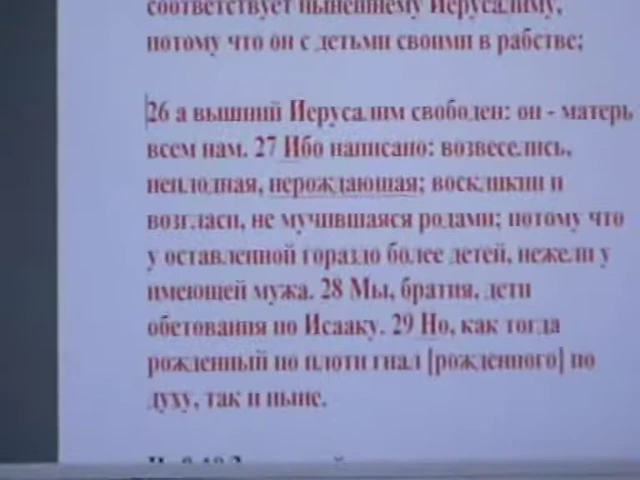 соответствует нынешнему Иерусалиму,
потому что он с детьми своими в рабстве;
26 а вышний Иерусалим свободен: он - матерь
всем нам. 27 Ибо написано: возвеселись,
неплодная, нерождающая; воскликни и
возгласи, не мучившаяся родами; потому что
у оставленной гораздо более детей, нежели у
имеющей мужа. 28 Мы, братия, дети
обетования по Исааку. 29 Но, как тогда
рожденный по плоти гнал [рожденного] по
духу, так и ныне.